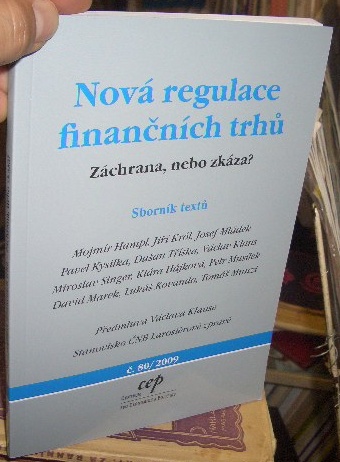 Nová regulace
finančních trhů
Záchrana, nebo zkáza?
Sborník textů
Mojmír Hampl, Jiří Král, Josef Mládek
Pavel Kysilka, Dušan Tříska, Václav Klaus
Miroslav Singer, Klára Hájková, Petr Musílek
David Marek, Lukáš Kovanda, Tomáš Munzi
Předmluva Václava Klause
Stanovisko ČNB Larosièrově zprávě
č. 80/2009
cep